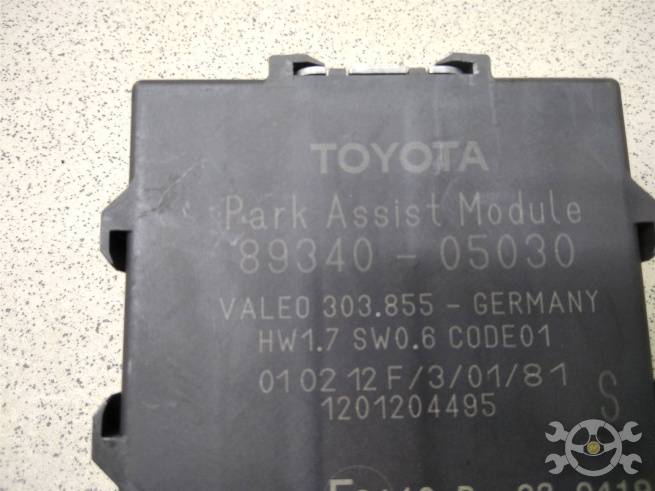 TOYOTA
Park Assist Module
89340-05030
VALEO 303.855 - GERMANY
HW1.7 SW0.6 CODE01
01 02 12 F/3/01/81
1201204495
S